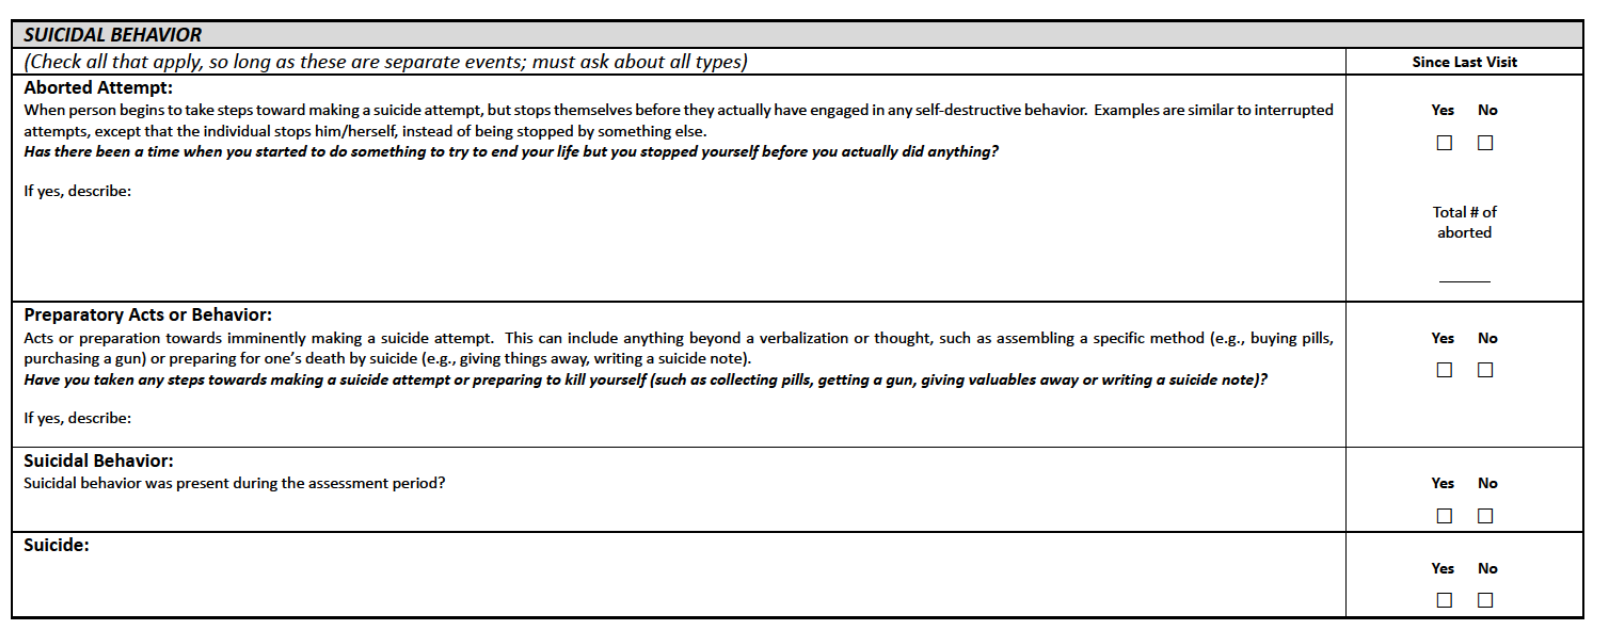 SUICIDAL BEHAVIOR
(Check all that apply, so long as these are separate events; must ask about all types)
Since Last Visit
Aborted Attempt:
When person begins to take steps toward making a suicide attempt, but stops themselves before they actually have engaged in any self-destructive behavior.  Examples are similar to interrupted
attempts, except that the individual stops him/herself, instead of being stopped by something else.
Has there been a time when you started to do something to try to end your life but you stopped yourself before you actually did anything?
If yes, describe:
Yes No
☐ ☐
Total # of
aborted
______
Preparatory Acts or Behavior:
Acts or preparation towards imminently making a suicide attempt.  This can include anything beyond a verbalization or thought, such as assembling a specific method (e.g., buying pills,
purchasing a gun) or preparing for one’s death by suicide (e.g., giving things away, writing a suicide note).
Have you taken any steps towards making a suicide attempt or preparing to kill yourself (such as collecting pills, getting a gun, giving valuables away or writing a suicide note)?
If yes, describe:
Yes No
☐ ☐
Suicidal Behavior:
Suicidal behavior was present during the assessment period?
Yes No
☐ ☐
Suicide:
Yes No
☐ ☐